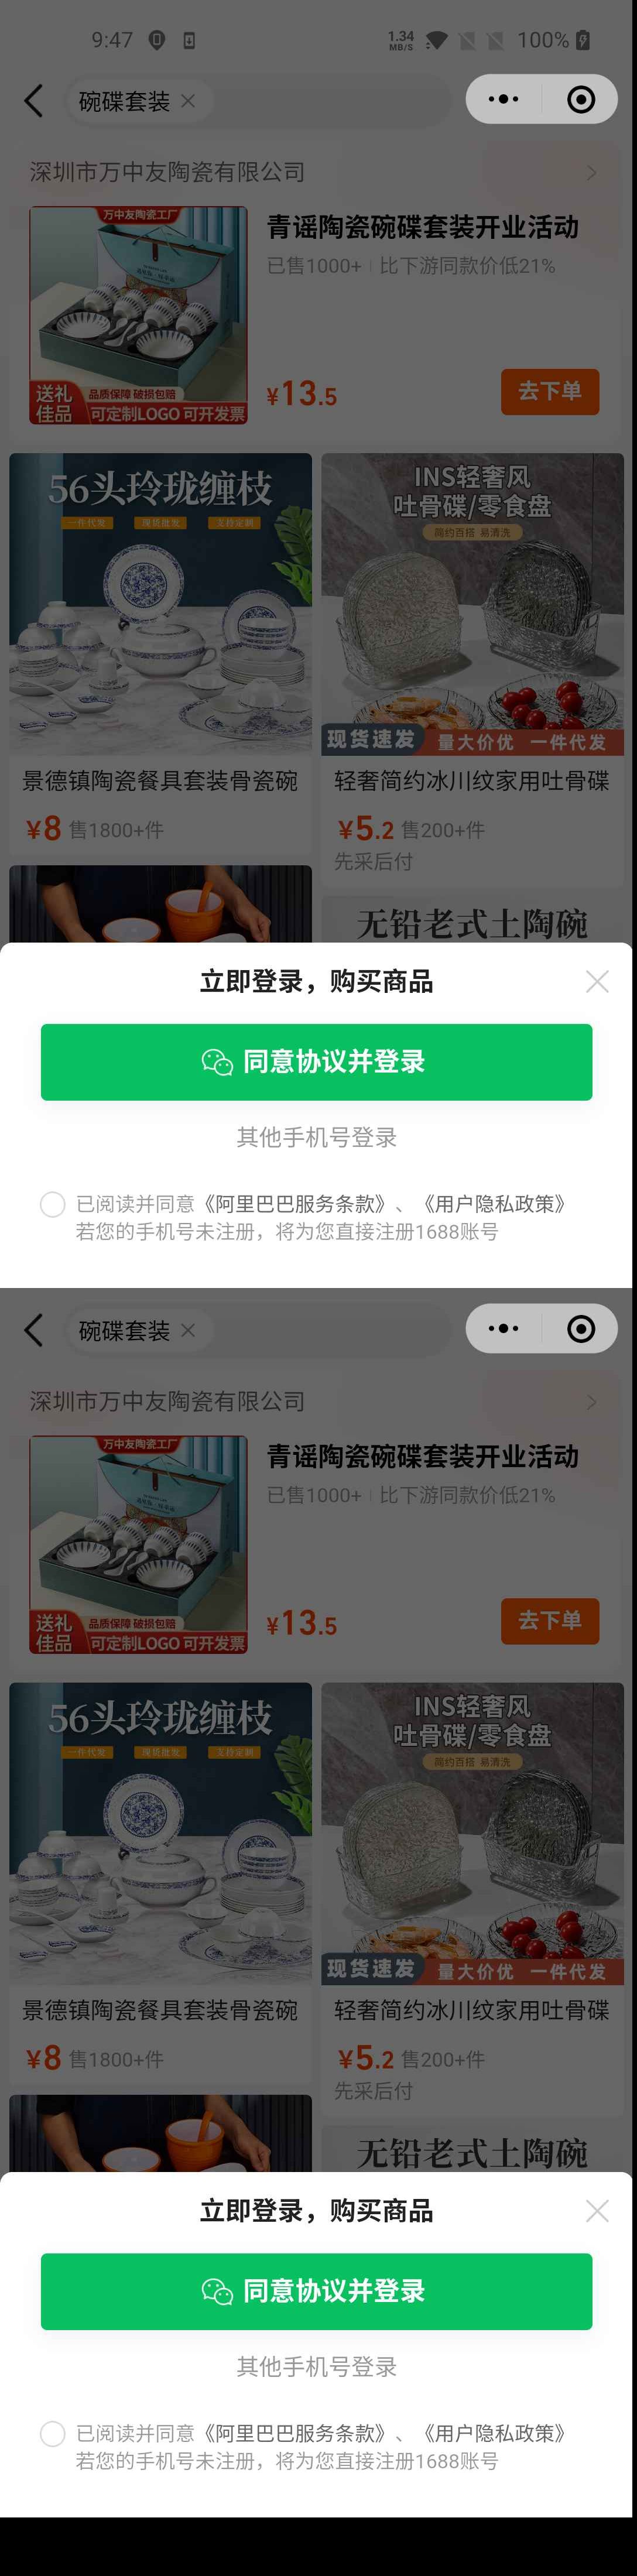 9:47
1.34
MB/S
100%
碗碟套装
深圳市万中友陶瓷有限公司
万中友陶瓷工厂
送礼
佳品
品质保障 破损包赔
可定制LOGO 可开发票
青谣陶瓷碗碟套装开业活动
已售1000+ 比下游同款价低21%
¥13.5
去下单
56头玲珑缠枝
一件代发 现货批发 支持定制
景德镇陶瓷餐具套装骨瓷碗
¥8 售1800+件
INS轻奢风
吐骨碟/零食盘
简约百搭 易清洗
现货速发
量大价优 一件代发
轻奢简约冰川纹家用吐骨碟
¥5.2 售200+件
先采后付
无铅老式土陶碗
立即登录，购买商品
同意协议并登录
其他手机号登录
已阅读并同意《阿里巴巴服务条款》、《用户隐私政策》
若您的手机号未注册，将为您直接注册1688账号
碗碟套装
深圳市万中友陶瓷有限公司
万中友陶瓷工厂
送礼
佳品
品质保障 破损包赔
可定制LOGO 可开发票
青谣陶瓷碗碟套装开业活动
已售1000+ 比下游同款价低21%
¥13.5
去下单
56头玲珑缠枝
一件代发 现货批发 支持定制
景德镇陶瓷餐具套装骨瓷碗
¥8 售1800+件
INS轻奢风
吐骨碟/零食盘
简约百搭 易清洗
现货速发
量大价优 一件代发
轻奢简约冰川纹家用吐骨碟
¥5.2 售200+件
先采后付
无铅老式土陶碗
立即登录，购买商品
同意协议并登录
其他手机号登录
已阅读并同意《阿里巴巴服务条款》、《用户隐私政策》
若您的手机号未注册，将为您直接注册1688账号